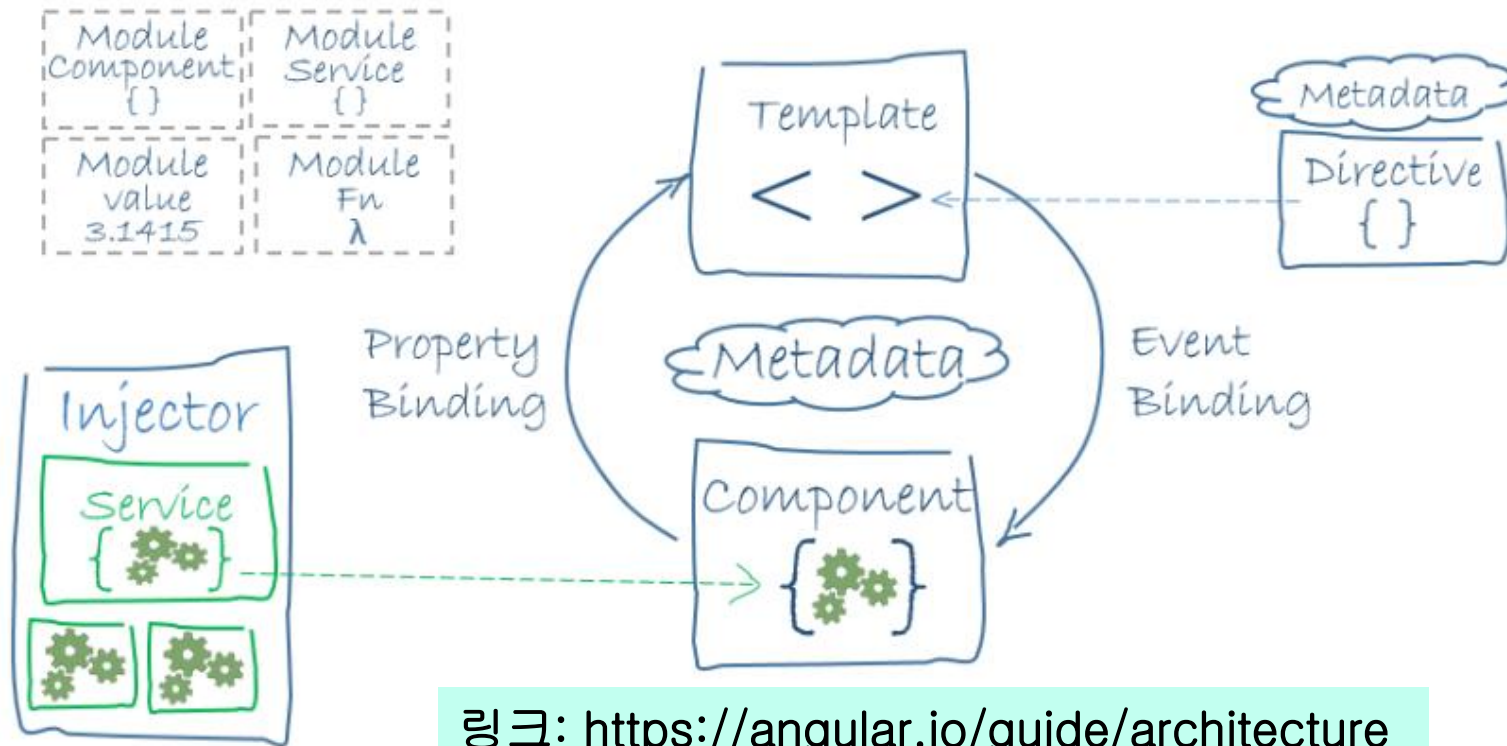 Module
Component
{ }
Module
Service
{ }
Module
value
3.1415
Module
Fn
λ
Template
< >
Metadata
Directive
{ }
Property
Binding
Metadata
Event
Binding
Injector
Service
{ }
Component
{ }
링크: https://angular.io/guide/architecture